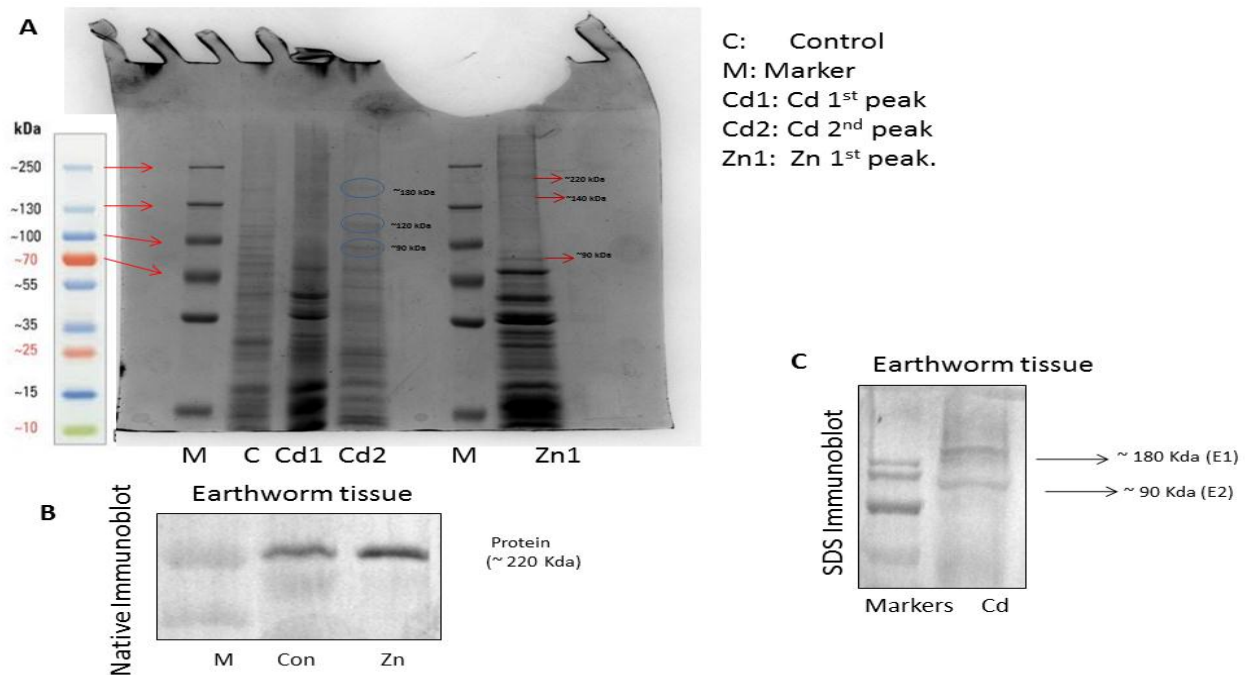 A
C: Control
M: Marker
Cd1: Cd 1st peak
Cd2: Cd 2nd peak
Zn1: Zn 1st peak.
kDa
~250
~130
~100
~70
~55
~35
~25
~15
~10
~180 kDa
~120 kDa
~90 kDa
~220 kDa
~140 kDa
~90 kDa
M C Cd1 Cd2 M Zn1
B
Native Immunoblot
Earthworm tissue
Protein
(~ 220 Kda)
M Con Zn
C
Earthworm tissue
SDS Immunoblot
~ 180 Kda (E1)
~ 90 Kda (E2)
Markers Cd